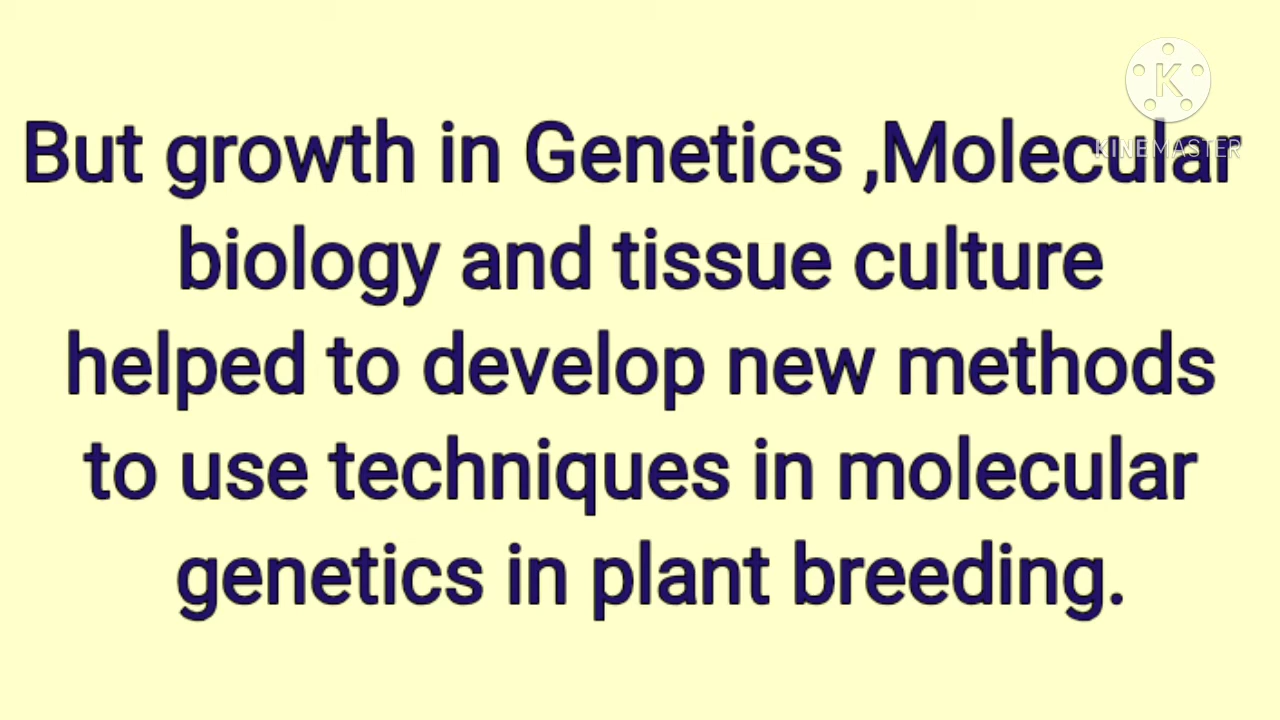 K
KINEMASTER
But growth in Genetics ,Molecular
biology and tissue culture
helped to develop new methods
to use techniques in molecular
genetics in plant breeding.